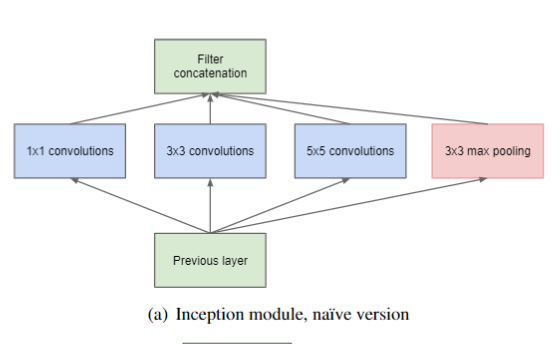 Filter
concatenation
1x1 convolutions
3x3 convolutions
5x5 convolutions
3x3 max pooling
Previous layer
(a) Inception module, naïve version